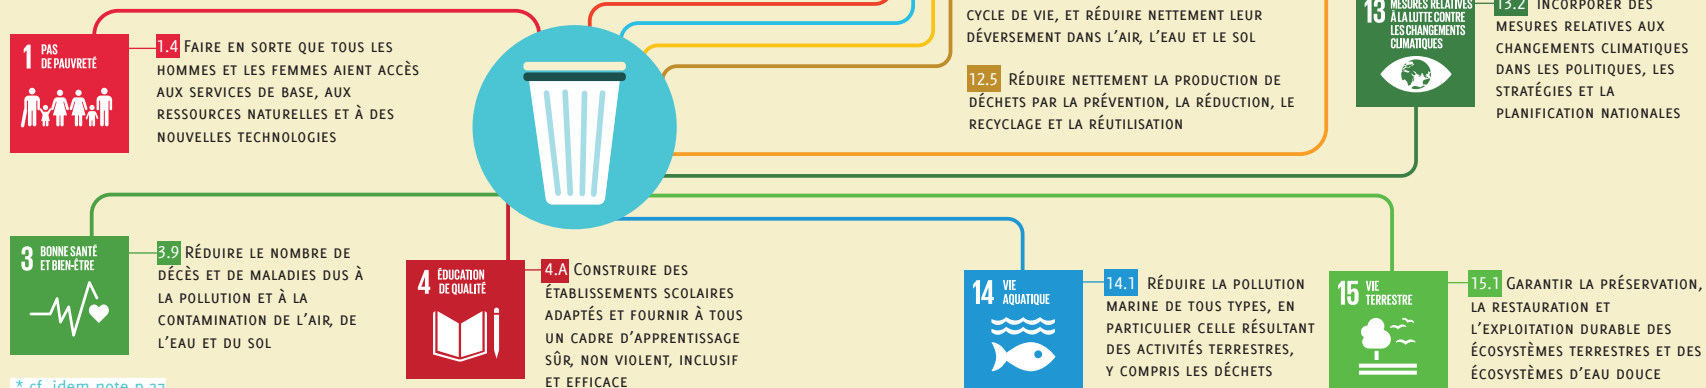 1 PAS
DE PAUVRETÉ
1.4 FAIRE EN SORTE QUE TOUS LES
HOMMES ET LES FEMMES AIENT ACCÈS
AUX SERVICES DE BASE, AUX
RESSOURCES NATURELLES ET À DES
NOUVELLES TECHNOLOGIES
CYCLE DE VIE, ET RÉDUIRE NETTEMENT LEUR
DÉVERSEMENT DANS L'AIR, L'EAU ET LE SOL
12.5 RÉDUIRE NETTEMENT LA PRODUCTION DE
DÉCHETS PAR LA PRÉVENTION, LA RÉDUCTION, LE
RECYCLAGE ET LA RÉUTILISATION
13 MESURES RELATIVES
À LA LUTTE CONTRE
LES CHANGEMENTS
CLIMATIQUES
13.2 INCORPORER DES
MESURES RELATIVES AUX
CHANGEMENTS CLIMATIQUES
DANS LES POLITIQUES, LES
STRATÉGIES ET LA
PLANIFICATION NATIONALES
3 BONNE SANTÉ
ET BIEN-ÊTRE
3.9 RÉDUIRE LE NOMBRE DE
DÉCÈS ET DE MALADIES DUS À
LA POLLUTION ET À LA
CONTAMINATION DE L'AIR, DE
L'EAU ET DU SOL
4 ÉDUCATION
DE QUALITÉ
4.A CONSTRUIRE DES
ÉTABLISSEMENTS SCOLAIRES
ADAPTÉS ET FOURNIR À TOUS
UN CADRE D'APPRENTISSAGE
SÛR, NON VIOLENT, INCLUSIF
ET EFFICACE
14 VIE
AQUATIQUE
14.1 RÉDUIRE LA POLLUTION
MARINE DE TOUS TYPES, EN
PARTICULIER CELLE RÉSULTANT
DES ACTIVITÉS TERRESTRES,
Y COMPRIS LES DÉCHETS
15 VIE
TERRESTRE
15.1 GARANTIR LA PRÉSERVATION,
LA RESTAURATION ET
L'EXPLOITATION DURABLE DES
ÉCOSYSTÈMES TERRESTRES ET DES
ÉCOSYSTÈMES D'EAU DOUCE
* cf. idem note p.27